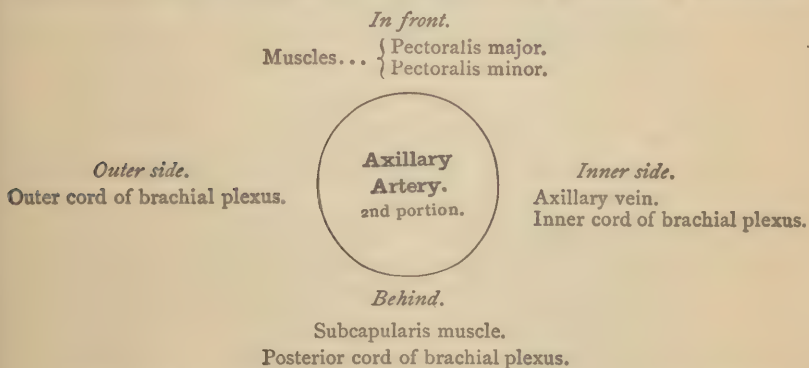 In front.
Muscles... { Pectoralis major.
{ Pectoralis minor.
Outer side.
Outer cord of brachial plexus.
Axillary
Artery.
2nd portion.
Inner side.
Axillary vein.
Inner cord of brachial plexus.
Behind.
Subcapularis muscle.
Posterior cord of brachial plexus.